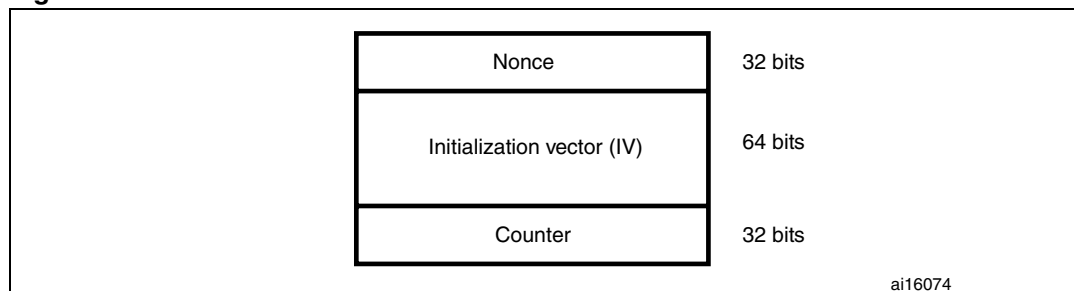 Nonce 32 bits
Initialization vector (IV) 64 bits
Counter 32 bits
ai16074